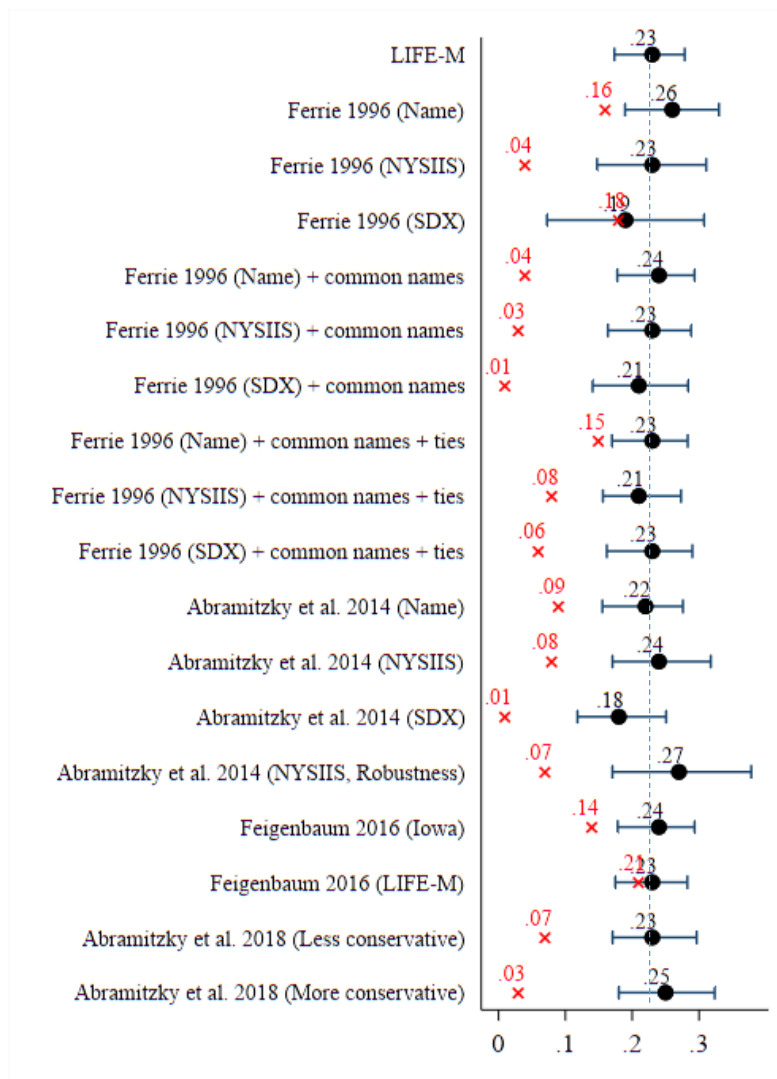 .23
LIFE-M
.16 .26
Ferrie 1996 (Name)
.04 .23
Ferrie 1996 (NYSIIS)
.18 .19
Ferrie 1996 (SDX)
.04 .24
Ferrie 1996 (Name) + common names
.03 .23
Ferrie 1996 (NYSIIS) + common names
.01 .21
Ferrie 1996 (SDX) + common names
.15 .23
Ferrie 1996 (Name) + common names + ties
.08 .21
Ferrie 1996 (NYSIIS) + common names + ties
.06 .23
Ferrie 1996 (SDX) + common names + ties
.09 .22
Abramitzky et al. 2014 (Name)
.08 .24
Abramitzky et al. 2014 (NYSIIS)
.01 .18
Abramitzky et al. 2014 (SDX)
.07 .27
Abramitzky et al. 2014 (NYSIIS, Robustness)
.14 .24
Feigenbaum 2016 (Iowa)
.21 .23
Feigenbaum 2016 (LIFE-M)
.07 .23
Abramitzky et al. 2018 (Less conservative)
.03 .25
Abramitzky et al. 2018 (More conservative)
0 .1 .2 .3